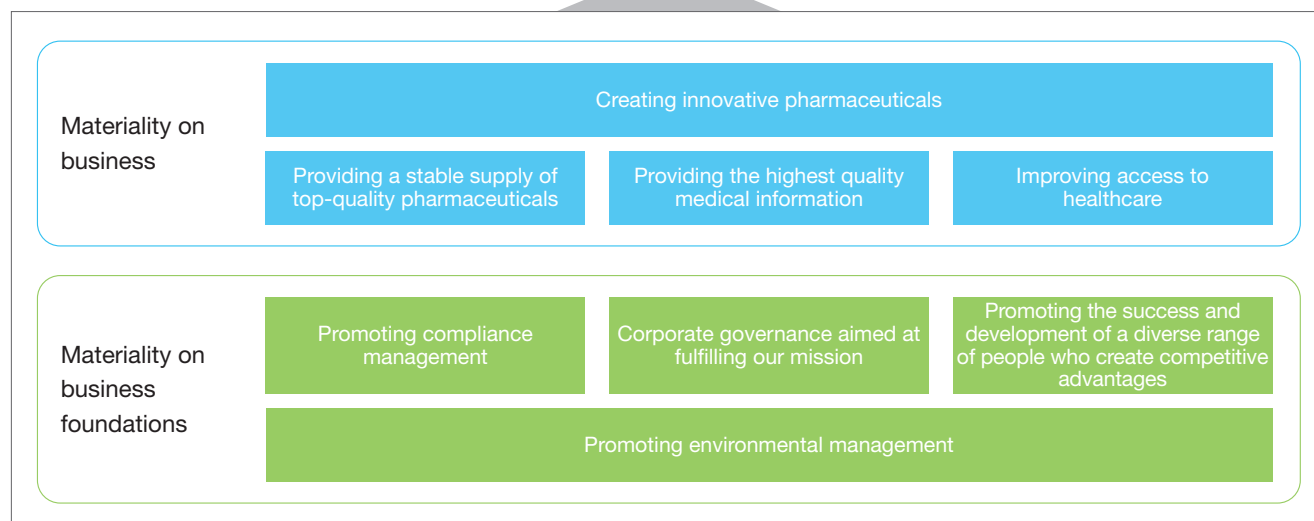 Materiality on
business
Creating innovative pharmaceuticals
Providing a stable supply of
top-quality pharmaceuticals
Providing the highest quality
medical information
Improving access to
healthcare
Materiality on
business
foundations
Promoting compliance
management
Corporate governance aimed at
fulfilling our mission
Promoting the success and
development of a diverse range
of people who create competitive
advantages
Promoting environmental management